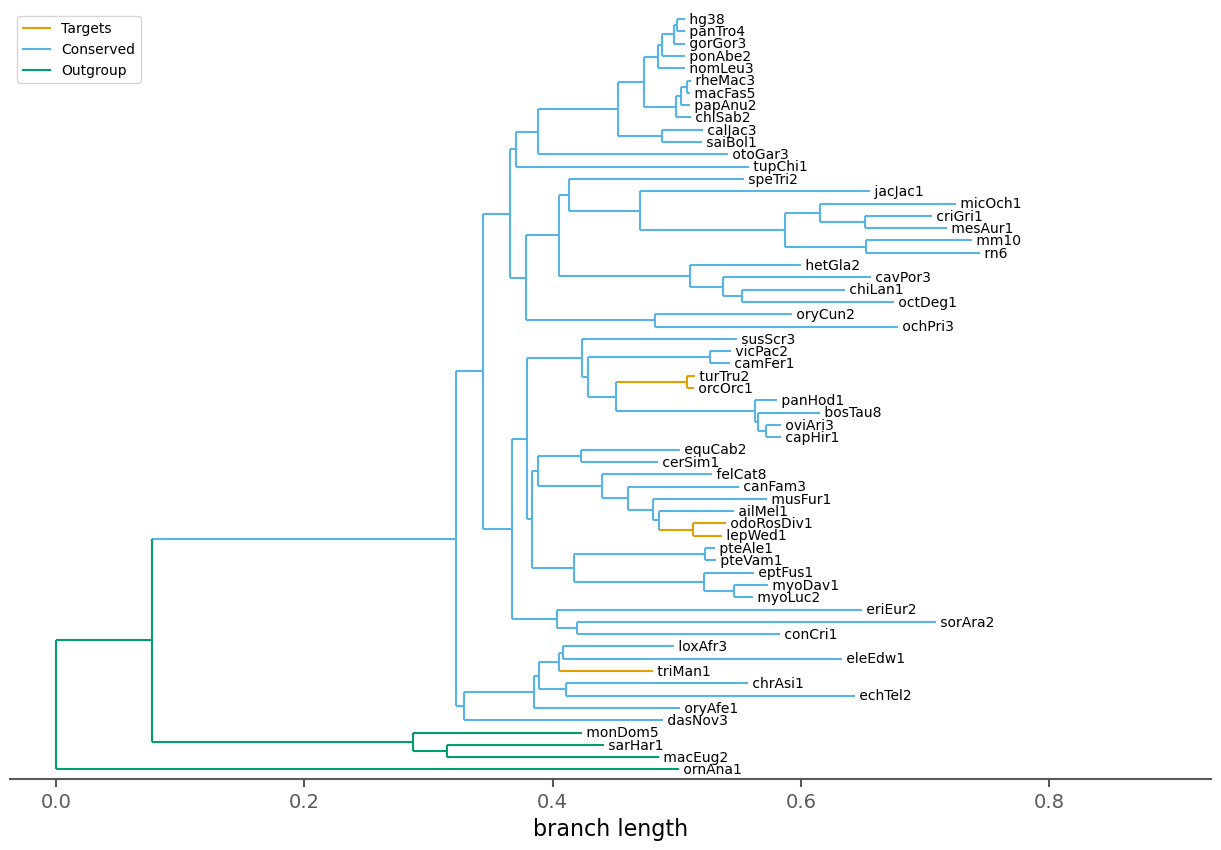 Targets
Conserved
Outgroup
hg38
panTro4
gorGor3
ponAbe2
nomLeu3
rheMac3
macFas5
papAnu2
chlSab2
calJac3
saiBol1
otoGar3
tupChi1
speTri2
jacJac1
micOch1
criGri1
mesAur1
mm10
rn6
hetGla2
cavPor3
chiLan1
octDeg1
oryCun2
ochPri3
susScr3
vicPac2
camFer1
turTru2
orcOrc1
panHod1
bosTau8
oviAri3
capHir1
equCab2
cerSim1
felCat8
canFam3
musFur1
ailMel1
odoRosDiv1
lepWed1
pteAle1
pteVam1
eptFus1
myoDav1
myoLuc2
eriEur2
sorAra2
conCri1
loxAfr3
eleEdw1
triMan1
chrAsi1
echTel2
oryAfe1
dasNov3
monDom5
sarHar1
macEug2
ornAna1
0.0 0.2 0.4 0.6 0.8
branch length